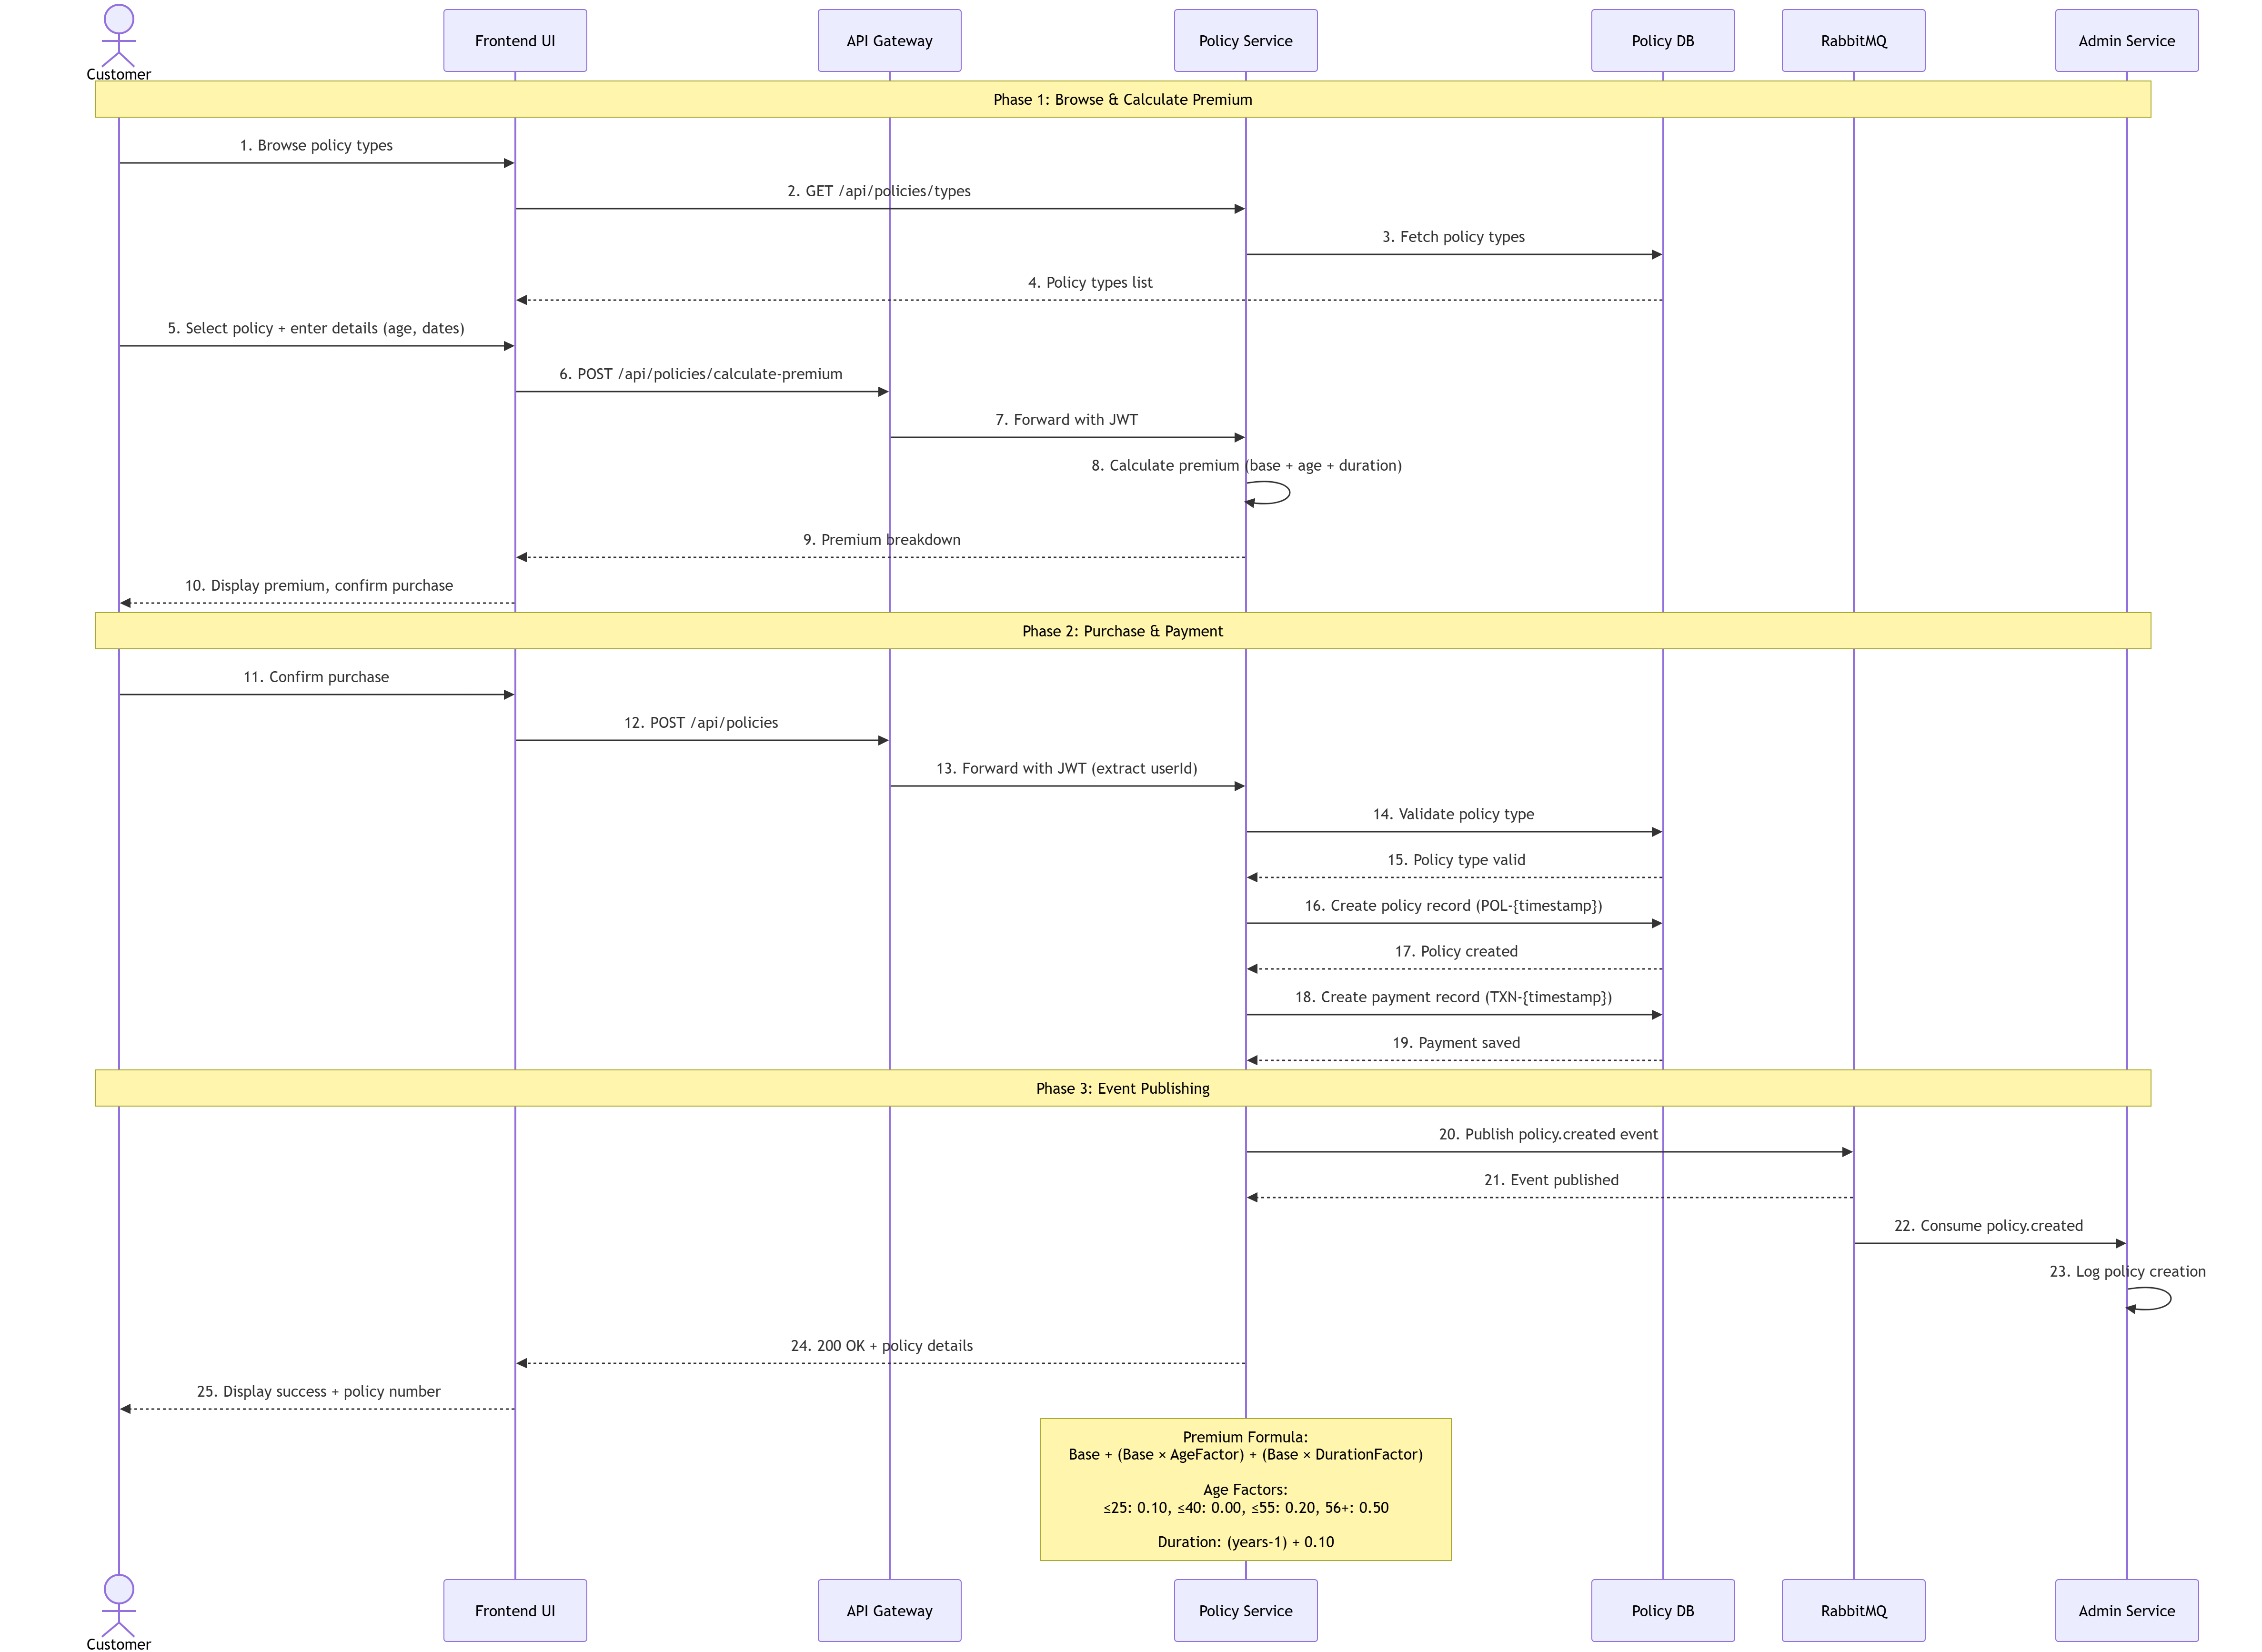 Customer
Frontend UI
API Gateway
Policy Service
Policy DB
RabbitMQ
Admin Service
Phase 1: Browse & Calculate Premium
1. Browse policy types
2. GET /api/policies/types
3. Fetch policy types
4. Policy types list
5. Select policy + enter details (age, dates)
6. POST /api/policies/calculate-premium
7. Forward with JWT
8. Calculate premium (base + age + duration)
9. Premium breakdown
10. Display premium, confirm purchase
Phase 2: Purchase & Payment
11. Confirm purchase
12. POST /api/policies
13. Forward with JWT (extract userId)
14. Validate policy type
15. Policy type valid
16. Create policy record (POL-{timestamp})
17. Policy created
18. Create payment record (TXN-{timestamp})
19. Payment saved
Phase 3: Event Publishing
20. Publish policy.created event
21. Event published
22. Consume policy.created
23. Log policy creation
24. 200 OK + policy details
25. Display success + policy number
Premium Formula:
Base + (Base × AgeFactor) + (Base × DurationFactor)
Age Factors:
≤25: 0.10, ≤40: 0.00, ≤55: 0.20, 56+: 0.50
Duration: (years-1) + 0.10
Customer
Frontend UI
API Gateway
Policy Service
Policy DB
RabbitMQ
Admin Service